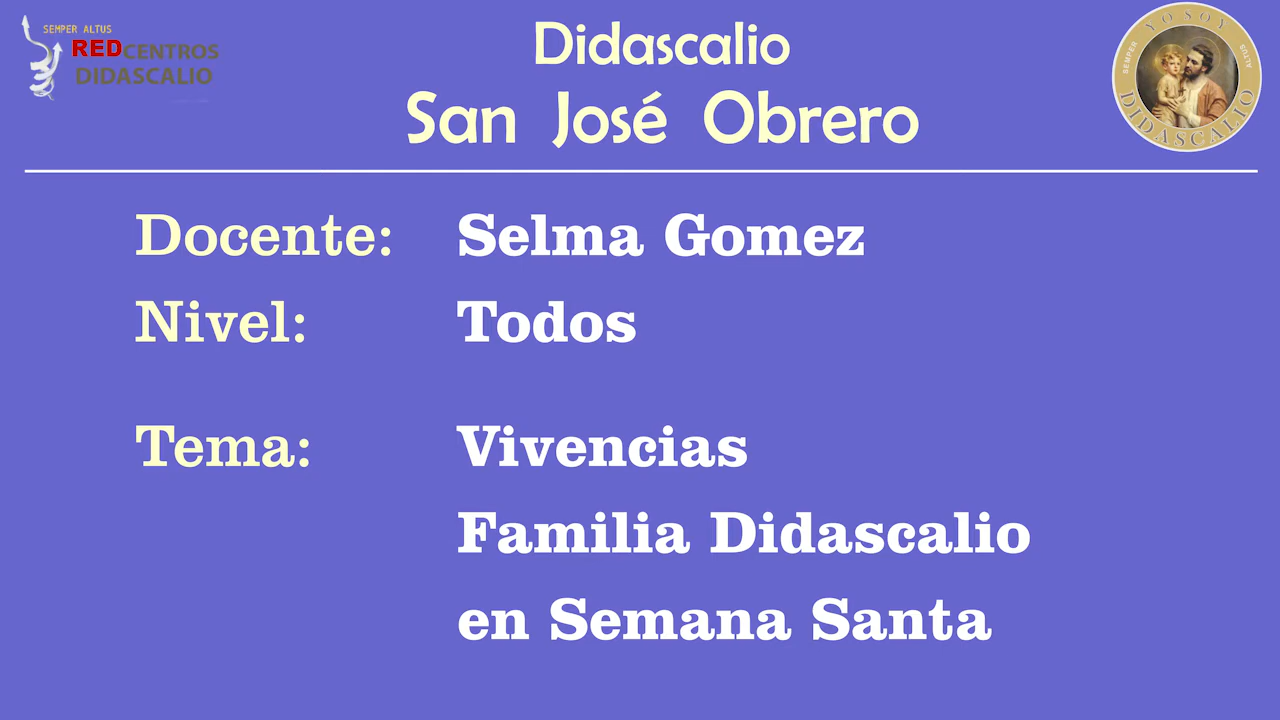 SEMPER ALTUS
REDCENTROS
DIDASCALIO
Didascalio
San José Obrero
YO SOY
SEMPER
ALTUS
DIDASCALIO
Docente: Selma Gomez
Nivel: Todos
Tema: Vivencias
Familia Didascalio
en Semana Santa